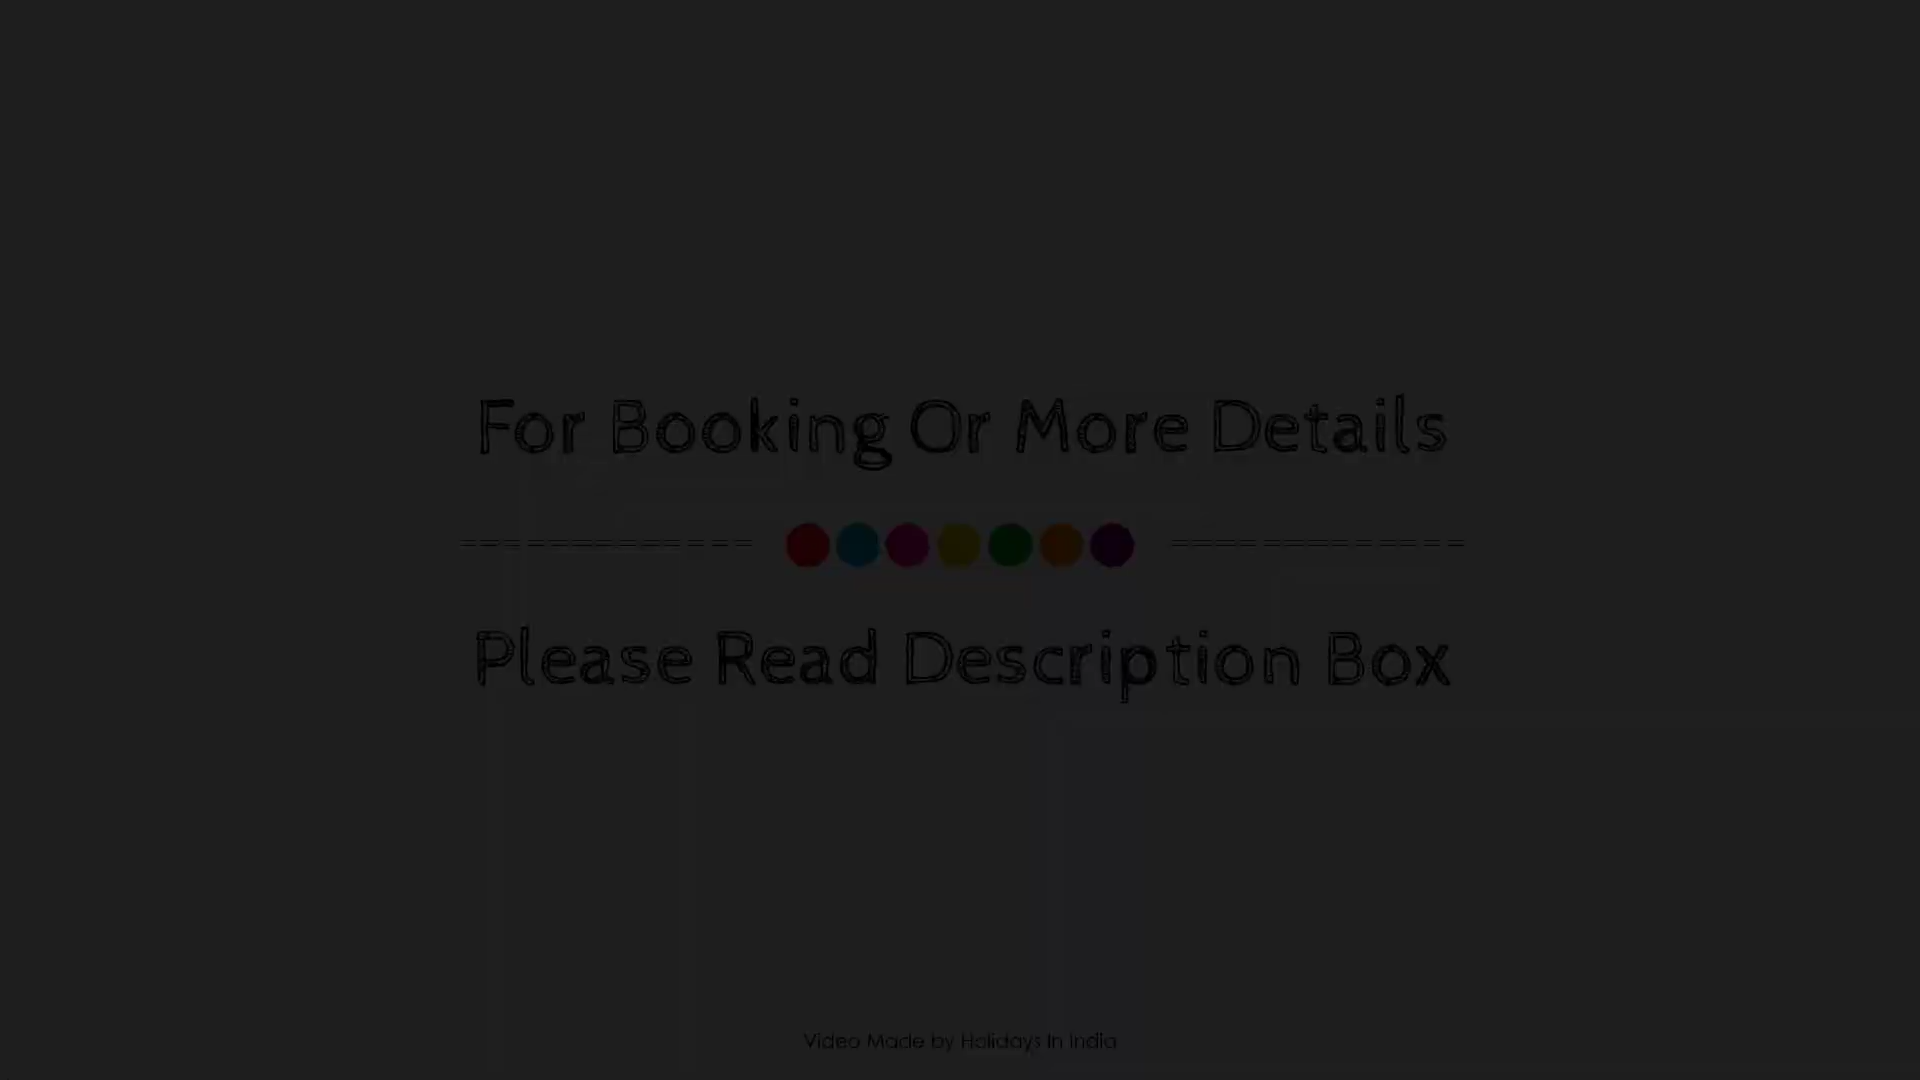 For Booking Or More Details
Please Read Description Box
Video Made by Holidays In India